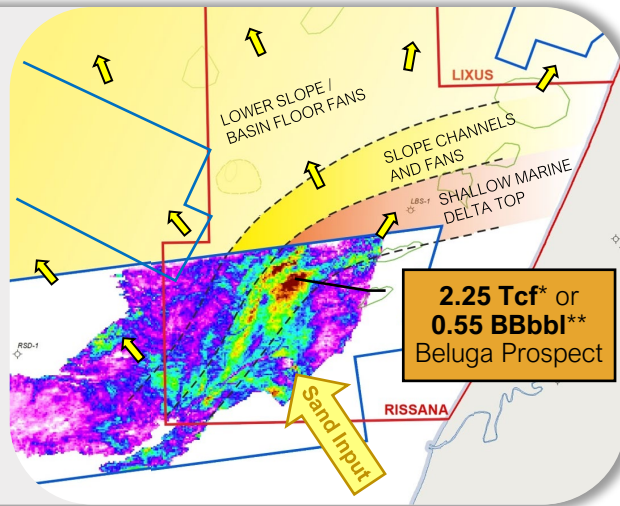 LIXUS
LOWER SLOPE /
BASIN FLOOR FANS
SLOPE CHANNELS
AND FANS
SHALLOW MARINE
DELTA TOP
LBS-1
2.25 Tcf* or
0.55 BBbbl**
Beluga Prospect
RSD-1
RISSANA
Sand Input